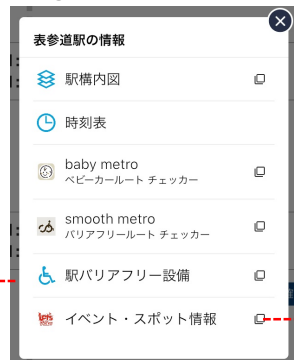 表参道駅の情報
駅構内図
時刻表
baby metro
ベビーカールート チェッカー
smooth metro
バリアフリールート チェッカー
駅バリアフリー設備
イベント・スポット情報